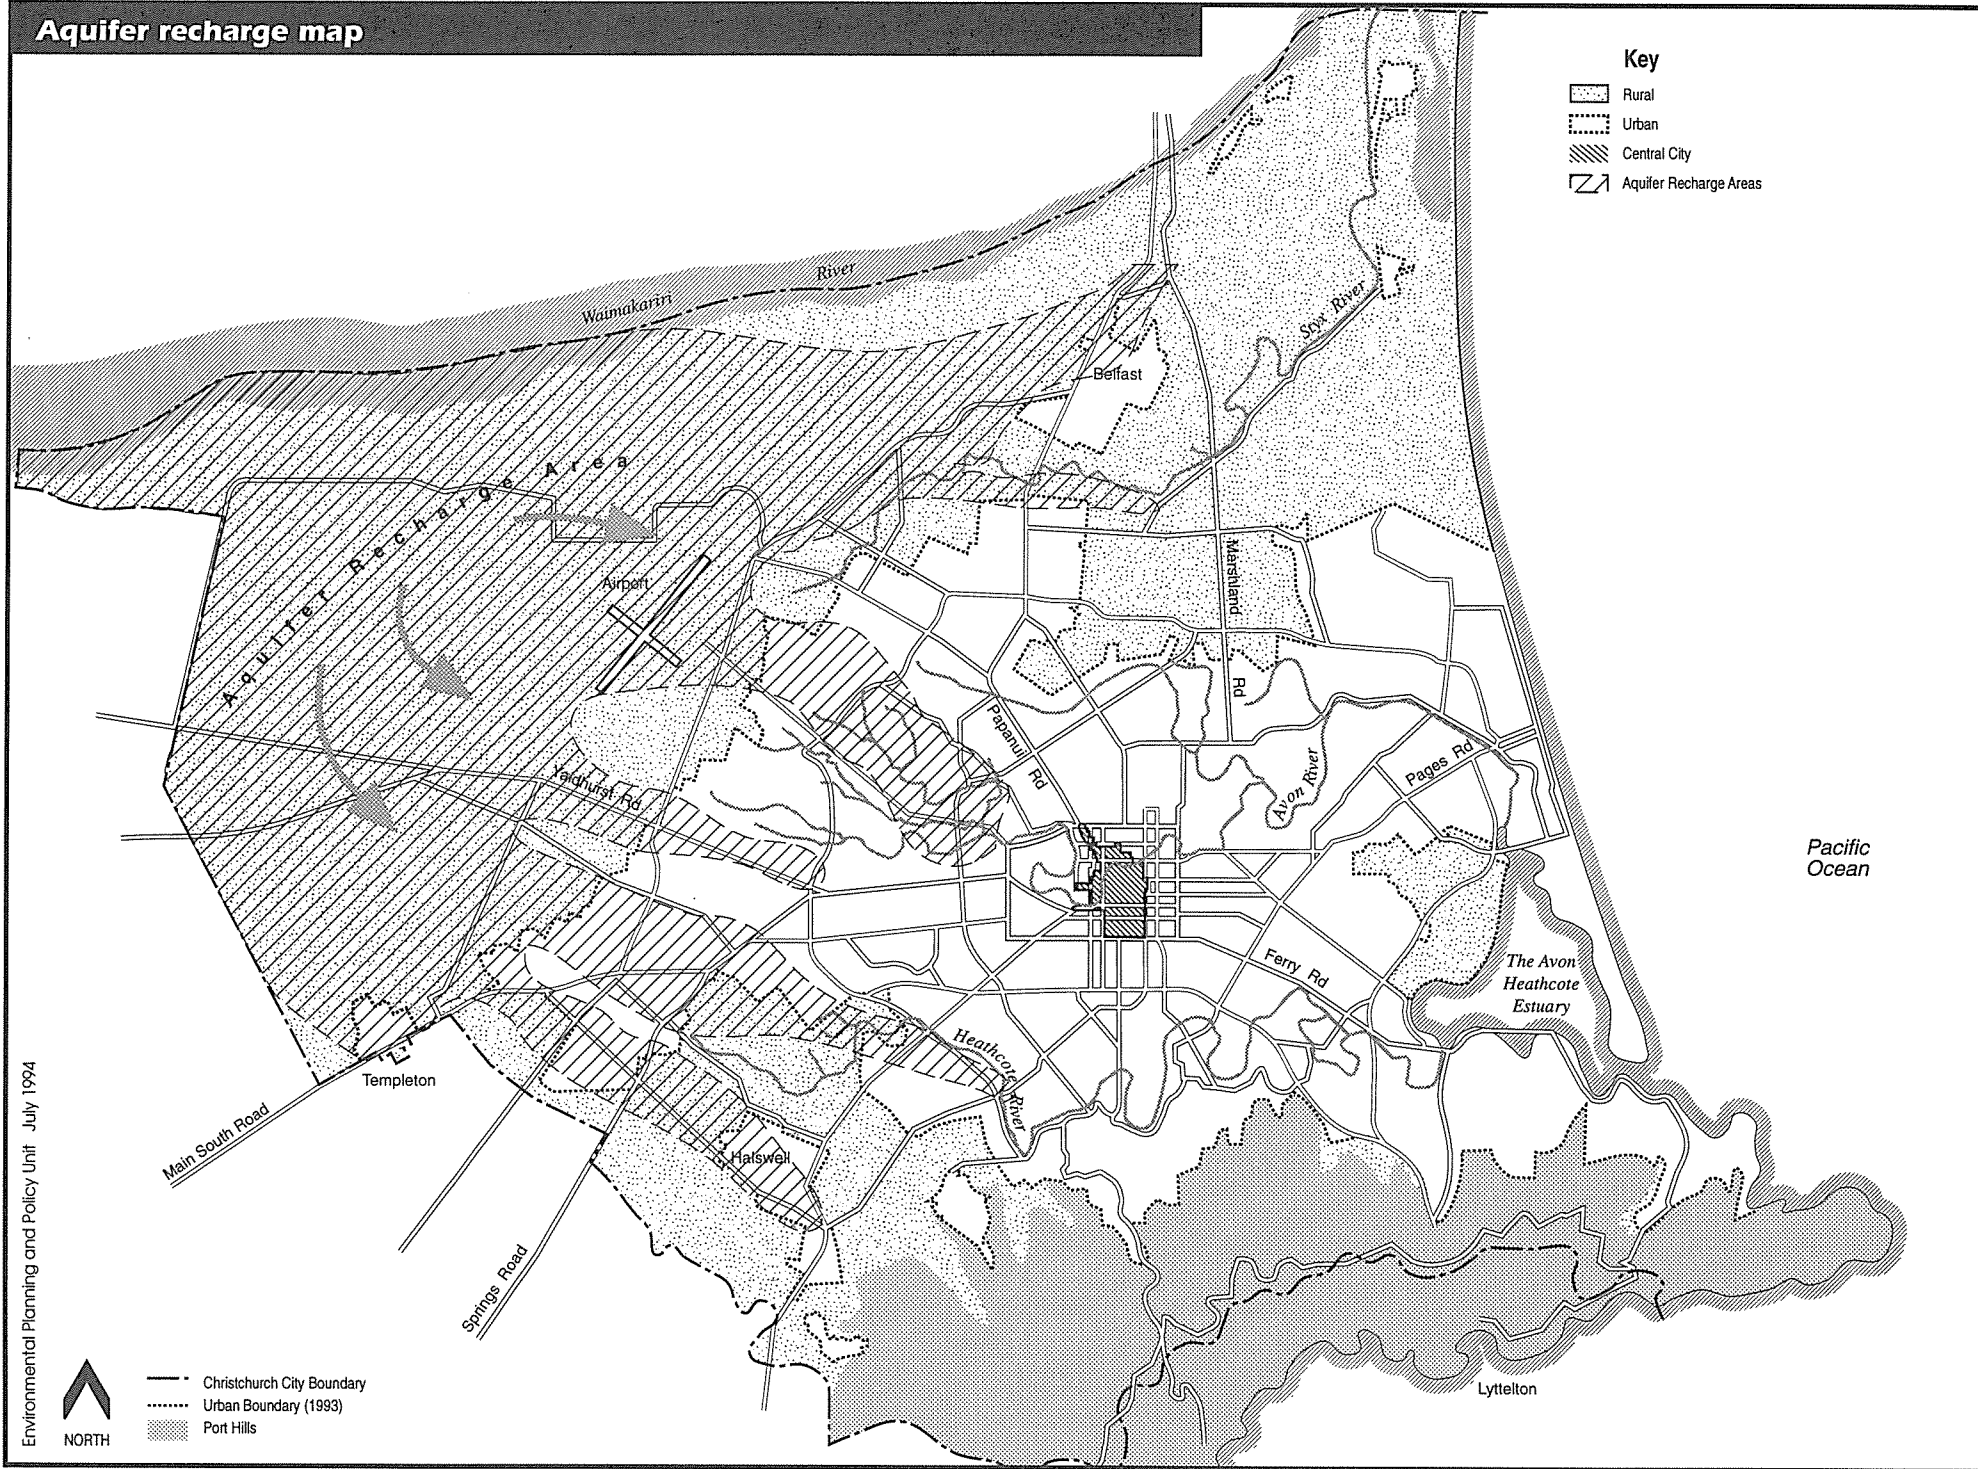 Aquifer recharge map
Key
Rural
Urban
Central City
Aquifer Recharge Areas
Waimakariri River
Styx River
Belfast
Aquifer Recharge Area
Airport
Marshland Rd
Papanui Rd
Yaldhurst Rd
Avon River
Pages Rd
Pacific
Ocean
Ferry Rd
The Avon
Heathcote
Estuary
Heathcote River
Templeton
Main South Road
Halswell
Springs Road
Lyttelton
Environmental Planning and Policy Unit July 1994
NORTH
Christchurch City Boundary
Urban Boundary (1993)
Port Hills